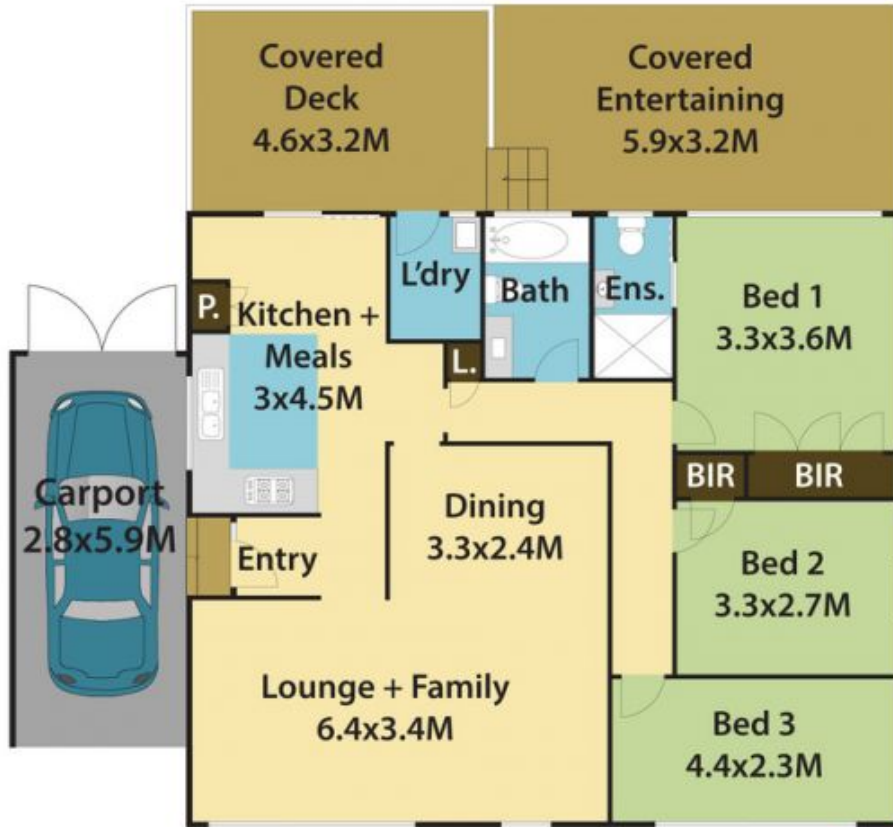 Covered
Deck
4.6x3.2M
Covered
Entertaining
5.9x3.2M
L'dry
Bath
Ens.
Bed 1
3.3x3.6M
P.
Kitchen +
Meals
3x4.5M
L.
BIR
BIR
Carport
2.8x5.9M
Entry
Dining
3.3x2.4M
Bed 2
3.3x2.7M
Lounge + Family
6.4x3.4M
Bed 3
4.4x2.3M